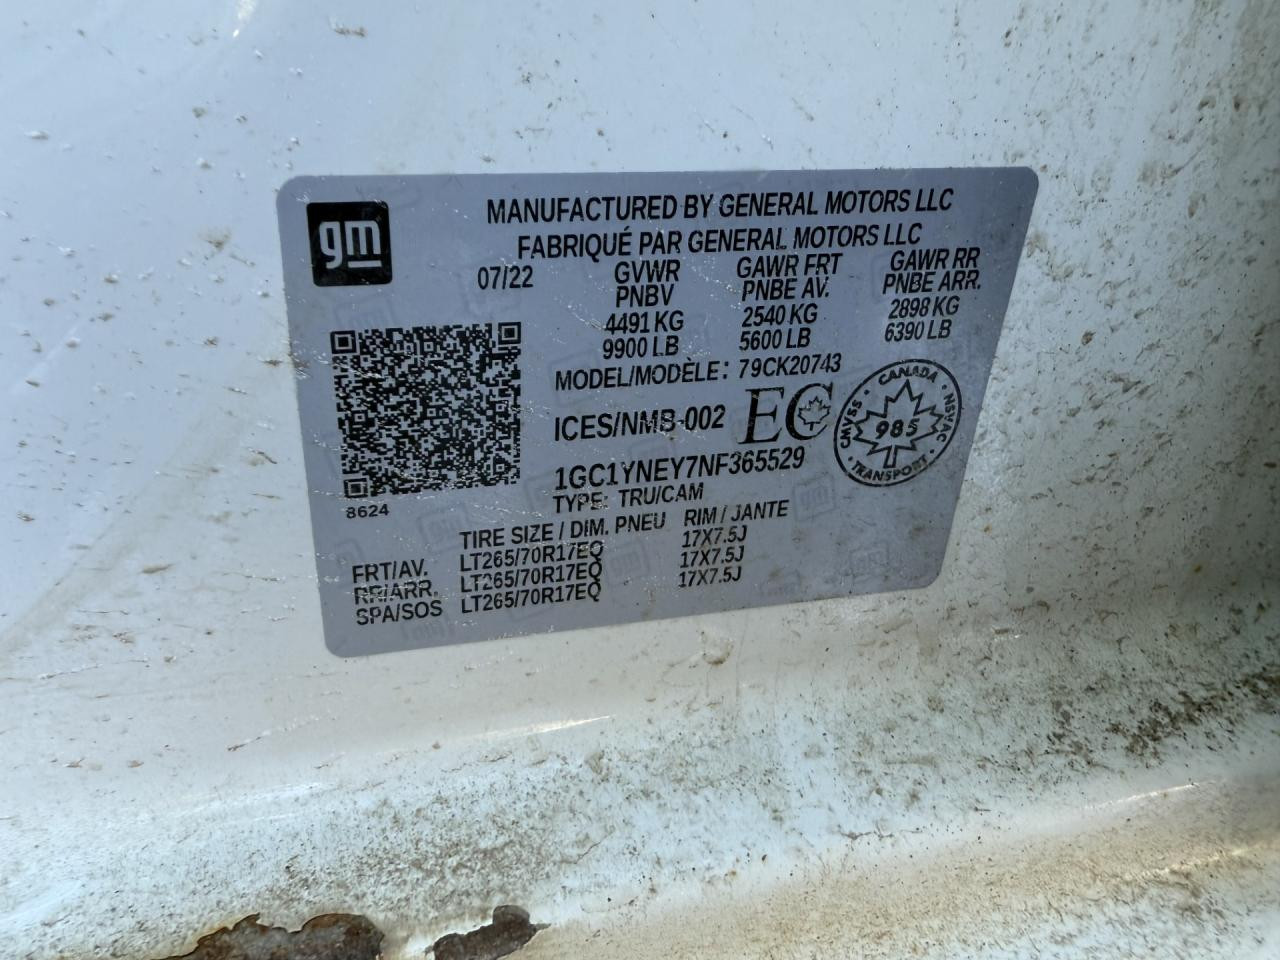 gm
MANUFACTURED BY GENERAL MOTORS LLC
FABRIQUÉ PAR GENERAL MOTORS LLC
07/22 GVWR GAWR FRT GAWR RR
PNBV PNBE AV. PNBE ARR.
4491 KG 2540 KG 2898 KG
9900 LB 5600 LB 6390 LB
MODEL/MODÈLE: 79CK20743
ICES/NMB-002 EC
CANADA
CMVSS 985 NSVAC
TRANSPORT
1GC1YNEY7NF365529
TYPE: TRU/CAM
8624
TIRE SIZE / DIM. PNEU RIM / JANTE
FRT/AV. LT265/70R17EQ 17X7.5J
RR/ARR. LT265/70R17EQ 17X7.5J
SPA/SOS LT265/70R17EQ 17X7.5J